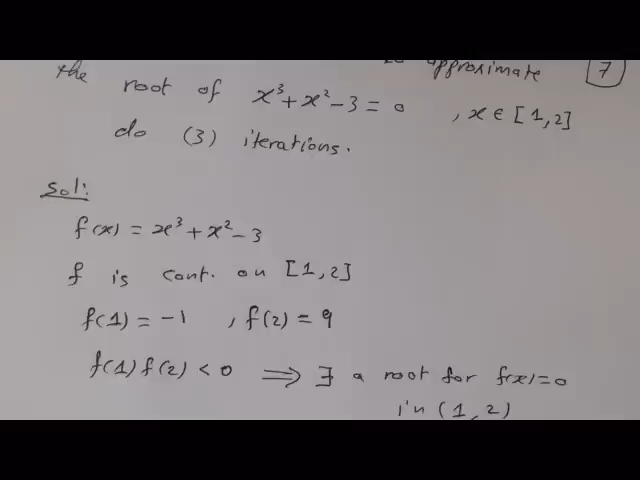 approximate 7
the root of x³ + x² - 3 = 0 , x ∈ [1,2]
do (3) iterations.
Sol:
f(x) = x³ + x² - 3
f is cont. on [1,2]
f(1) = -1 , f(2) = 9
f(1) f(2) < 0 ⟹ ∃ a root for f(x)=0
in (1,2)